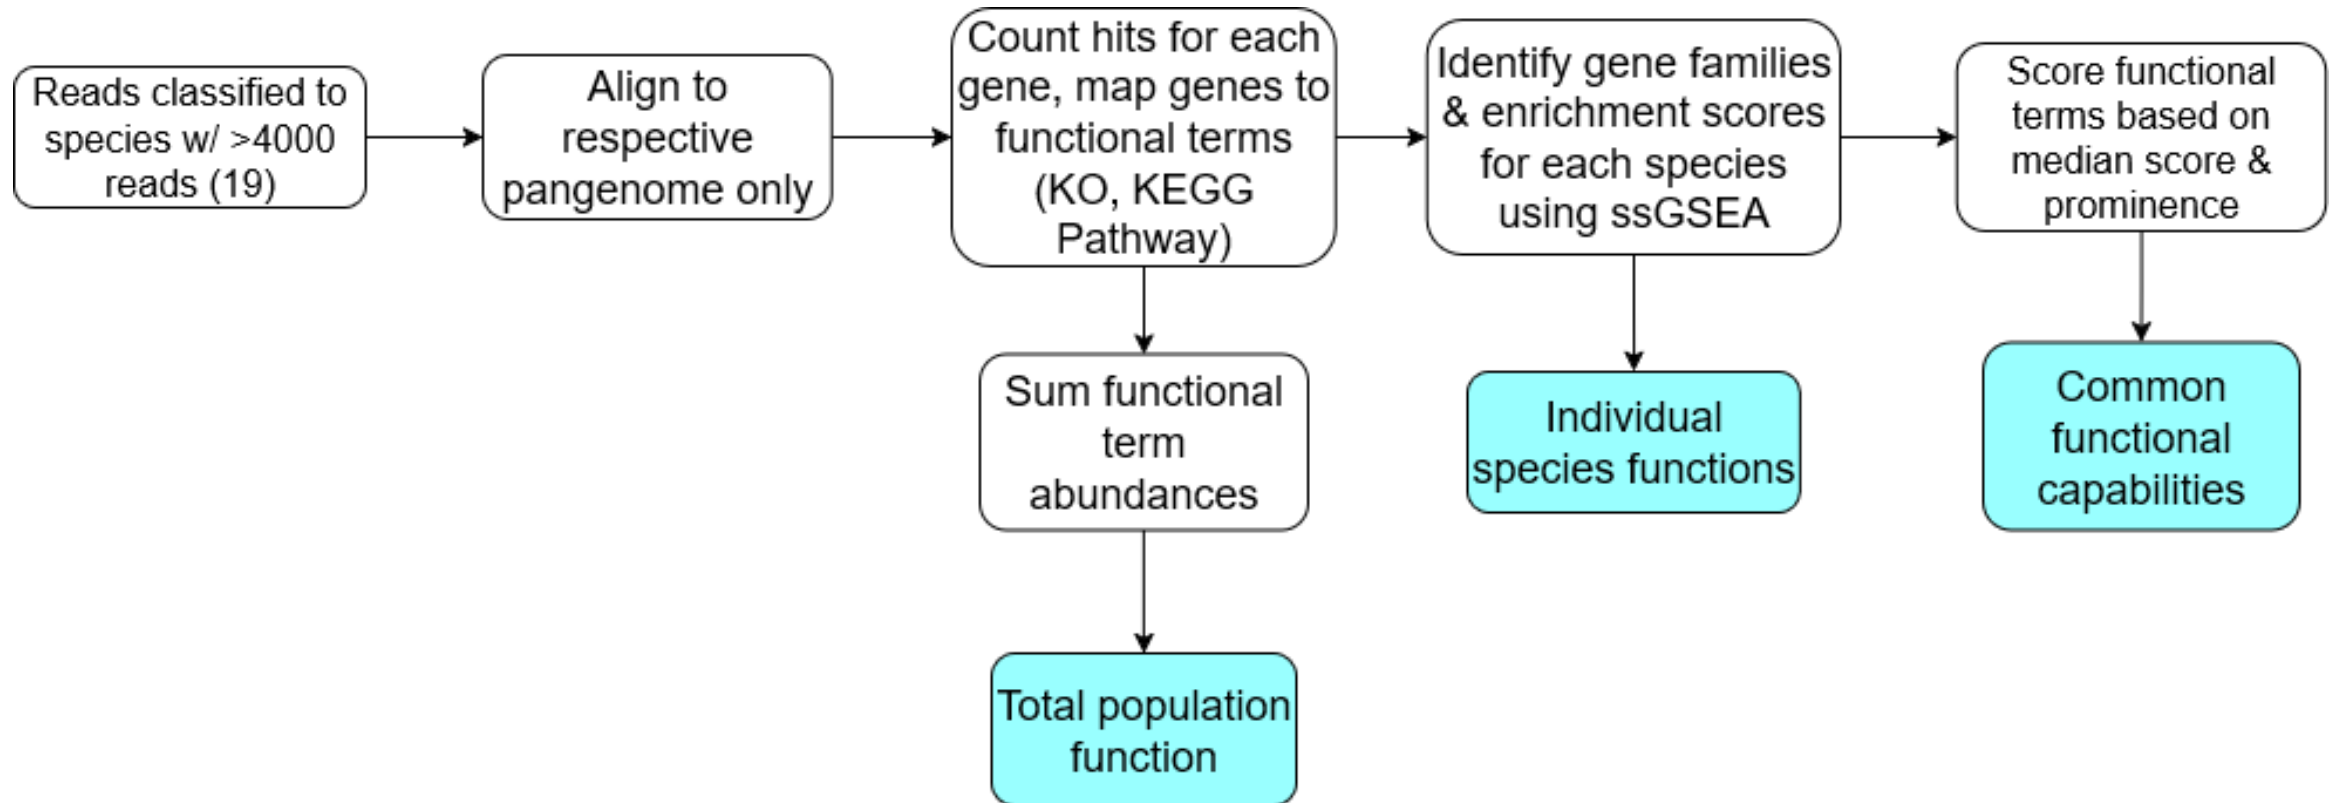 Reads classified to
species w/ >4000
reads (19)
Align to
respective
pangenome only
Count hits for each
gene, map genes to
functional terms
(KO, KEGG
Pathway)
Identify gene families
& enrichment scores
for each species
using ssGSEA
Score functional
terms based on
median score &
prominence
Sum functional
term
abundances
Individual
species functions
Common
functional
capabilities
Total population
function